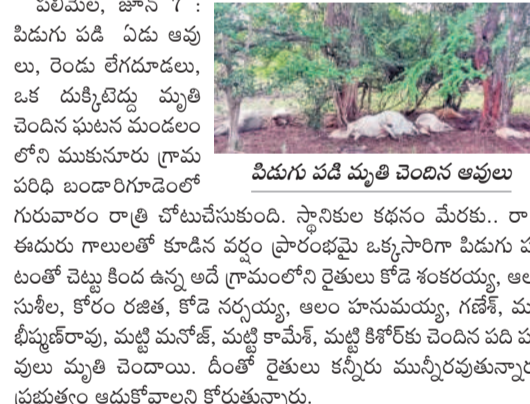 పలిమెల, జూన్ 7 :
పిడుగు పడి ఏడు ఆవు
లు, రెండు లేగదూడలు,
ఒక దుక్కిటెద్దు మృతి
చెందిన ఘటన మండలం
లోని ముకునూరు గ్రామ
పరిధి బండారిగూడెంలో
పిడుగు పడి మృతి చెందిన ఆవులు
గురువారం రాత్రి చోటుచేసుకుంది. స్థానికుల కథనం మేరకు.. రా
ఈదురు గాలులతో కూడిన వర్షం ప్రారంభమై ఒక్కసారిగా పిడుగు ప
టంతో చెట్టు కింద ఉన్న అదే గ్రామంలోని రైతులు కోడె శంకరయ్య, ఆల
సుశీల, కోరం రజిత, కోడె నర్సయ్య, ఆలం హనుమయ్య, గణేశ్, మ
భీష్మణ్‌రావు, మట్టి మనోజ్, మట్టి కామేశ్, మట్టి కిశోర్‌కు చెందిన పది ప
వులు మృతి చెందాయి. దీంతో రైతులు కన్నీరు మున్నీరవుతున్నా
ప్రభుత్వం ఆదుకోవాలని కోరుతున్నారు.